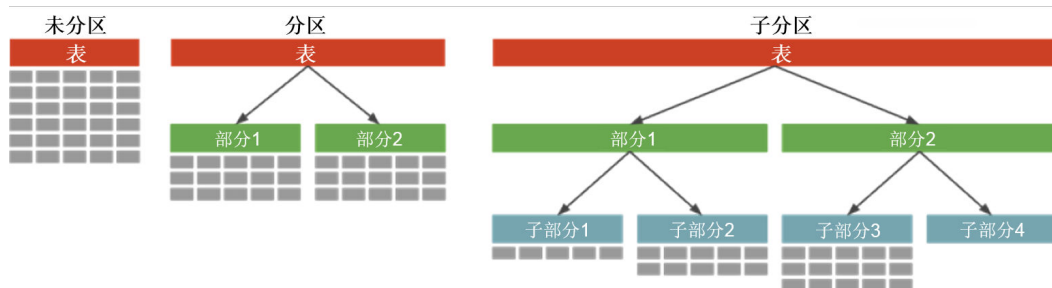 未分区
表
分区
表
部分1
部分2
子分区
表
部分1
部分2
子部分1
子部分2
子部分3
子部分4